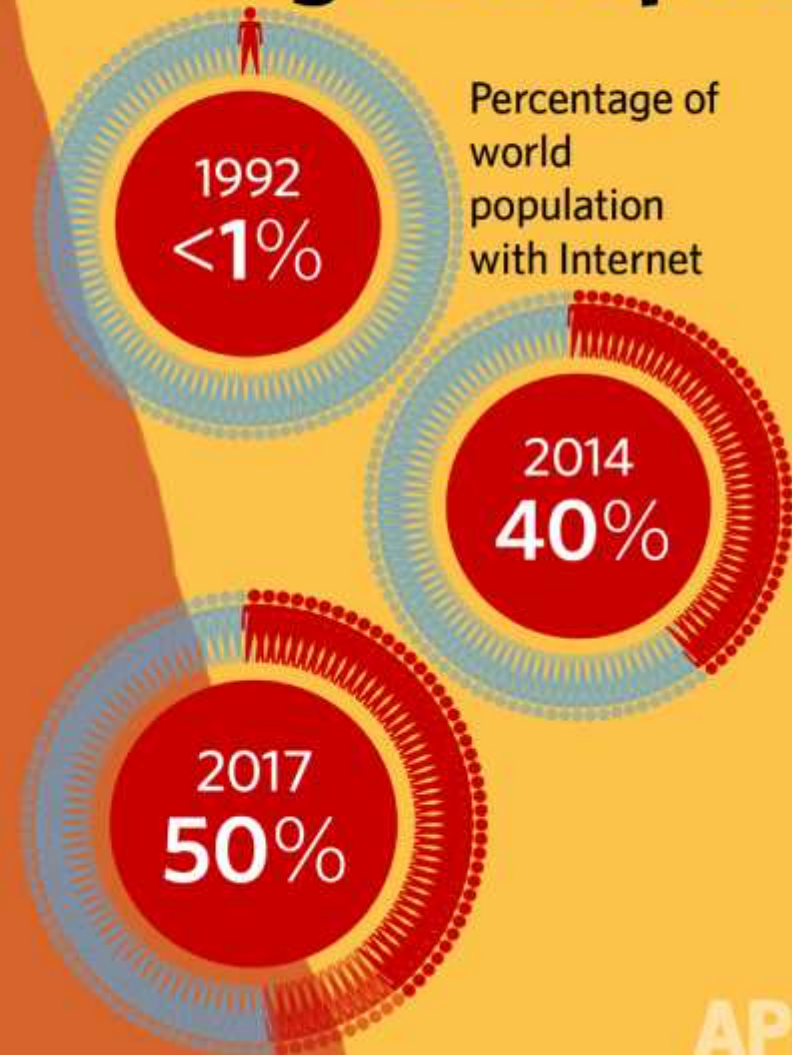 1992
<1%
Percentage of
world
population
with Internet
2014
40%
2017
50%
AP